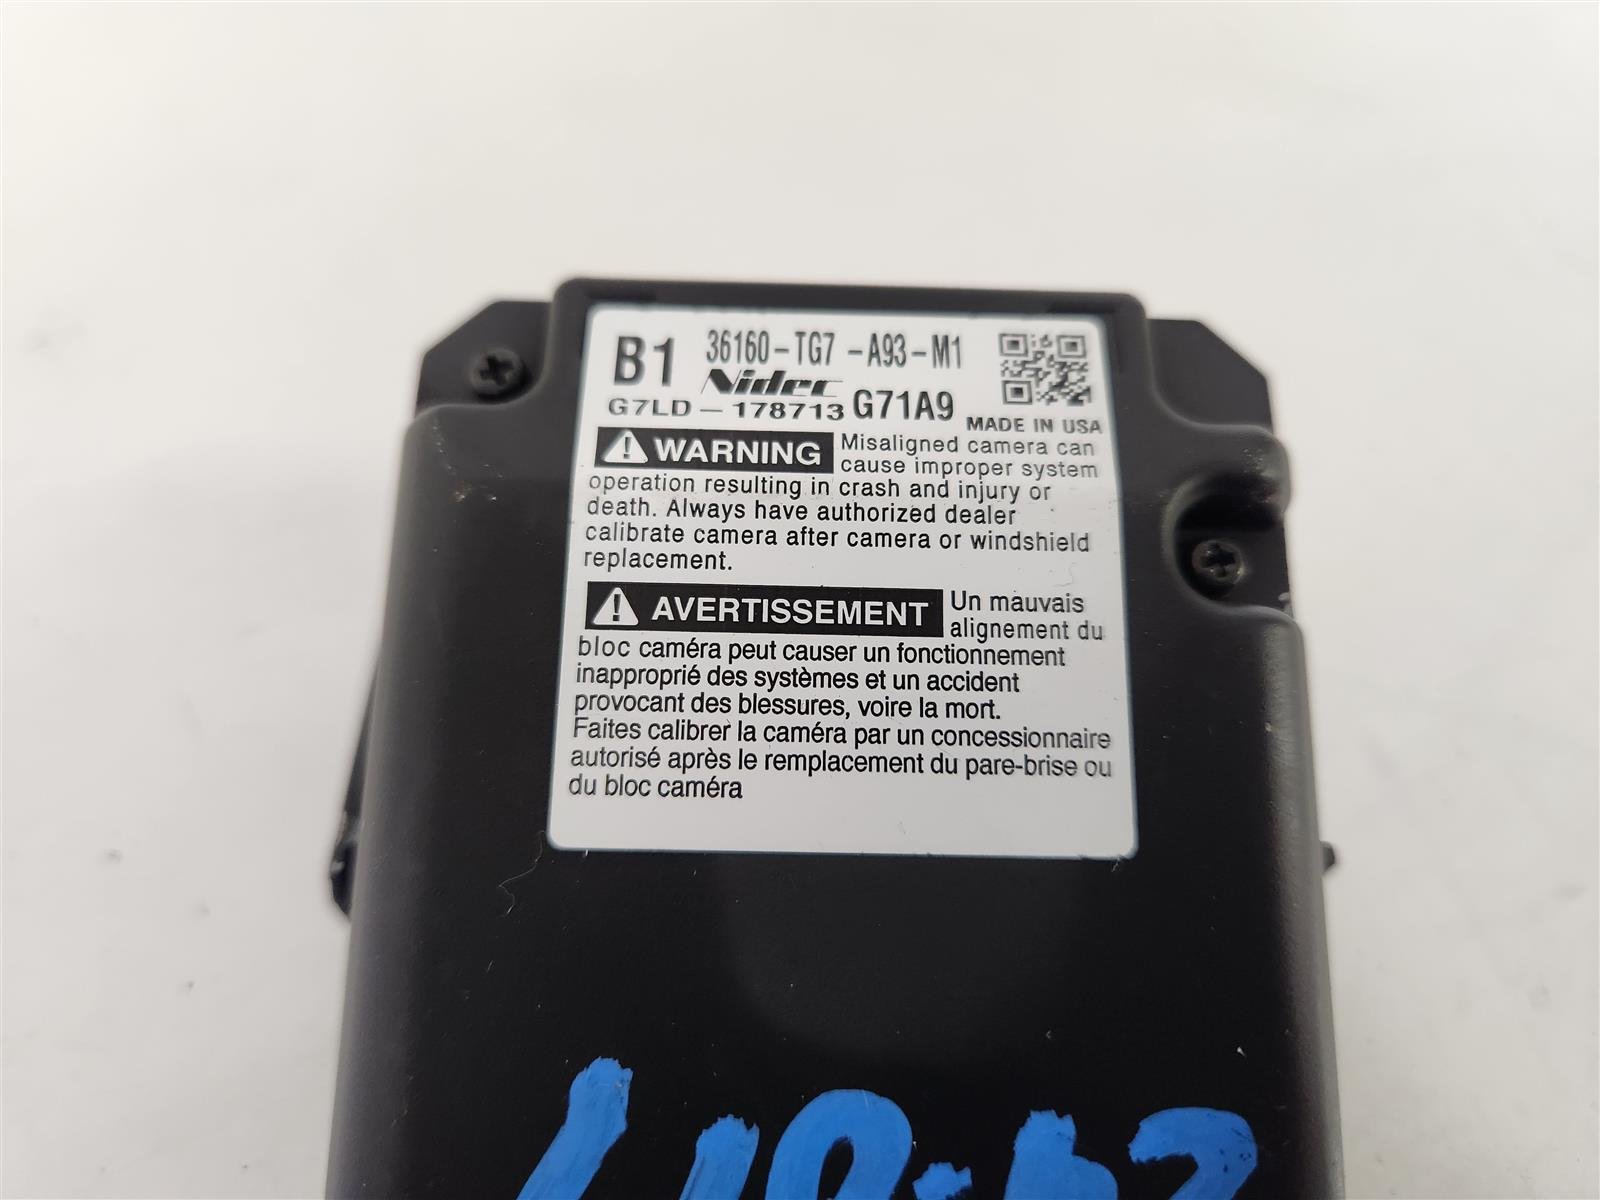 B1 36160-TG7-A93-M1
Nidec
G7LD-178713 G71A9
MADE IN USA
WARNING Misaligned camera can
cause improper system
operation resulting in crash and injury or
death. Always have authorized dealer
calibrate camera after camera or windshield
replacement.
AVERTISSEMENT Un mauvais
alignement du
bloc caméra peut causer un fonctionnement
inapproprié des systèmes et un accident
provocant des blessures, voire la mort.
Faites calibrer la caméra par un concessionnaire
autorisé après le remplacement du pare-brise ou
du bloc caméra